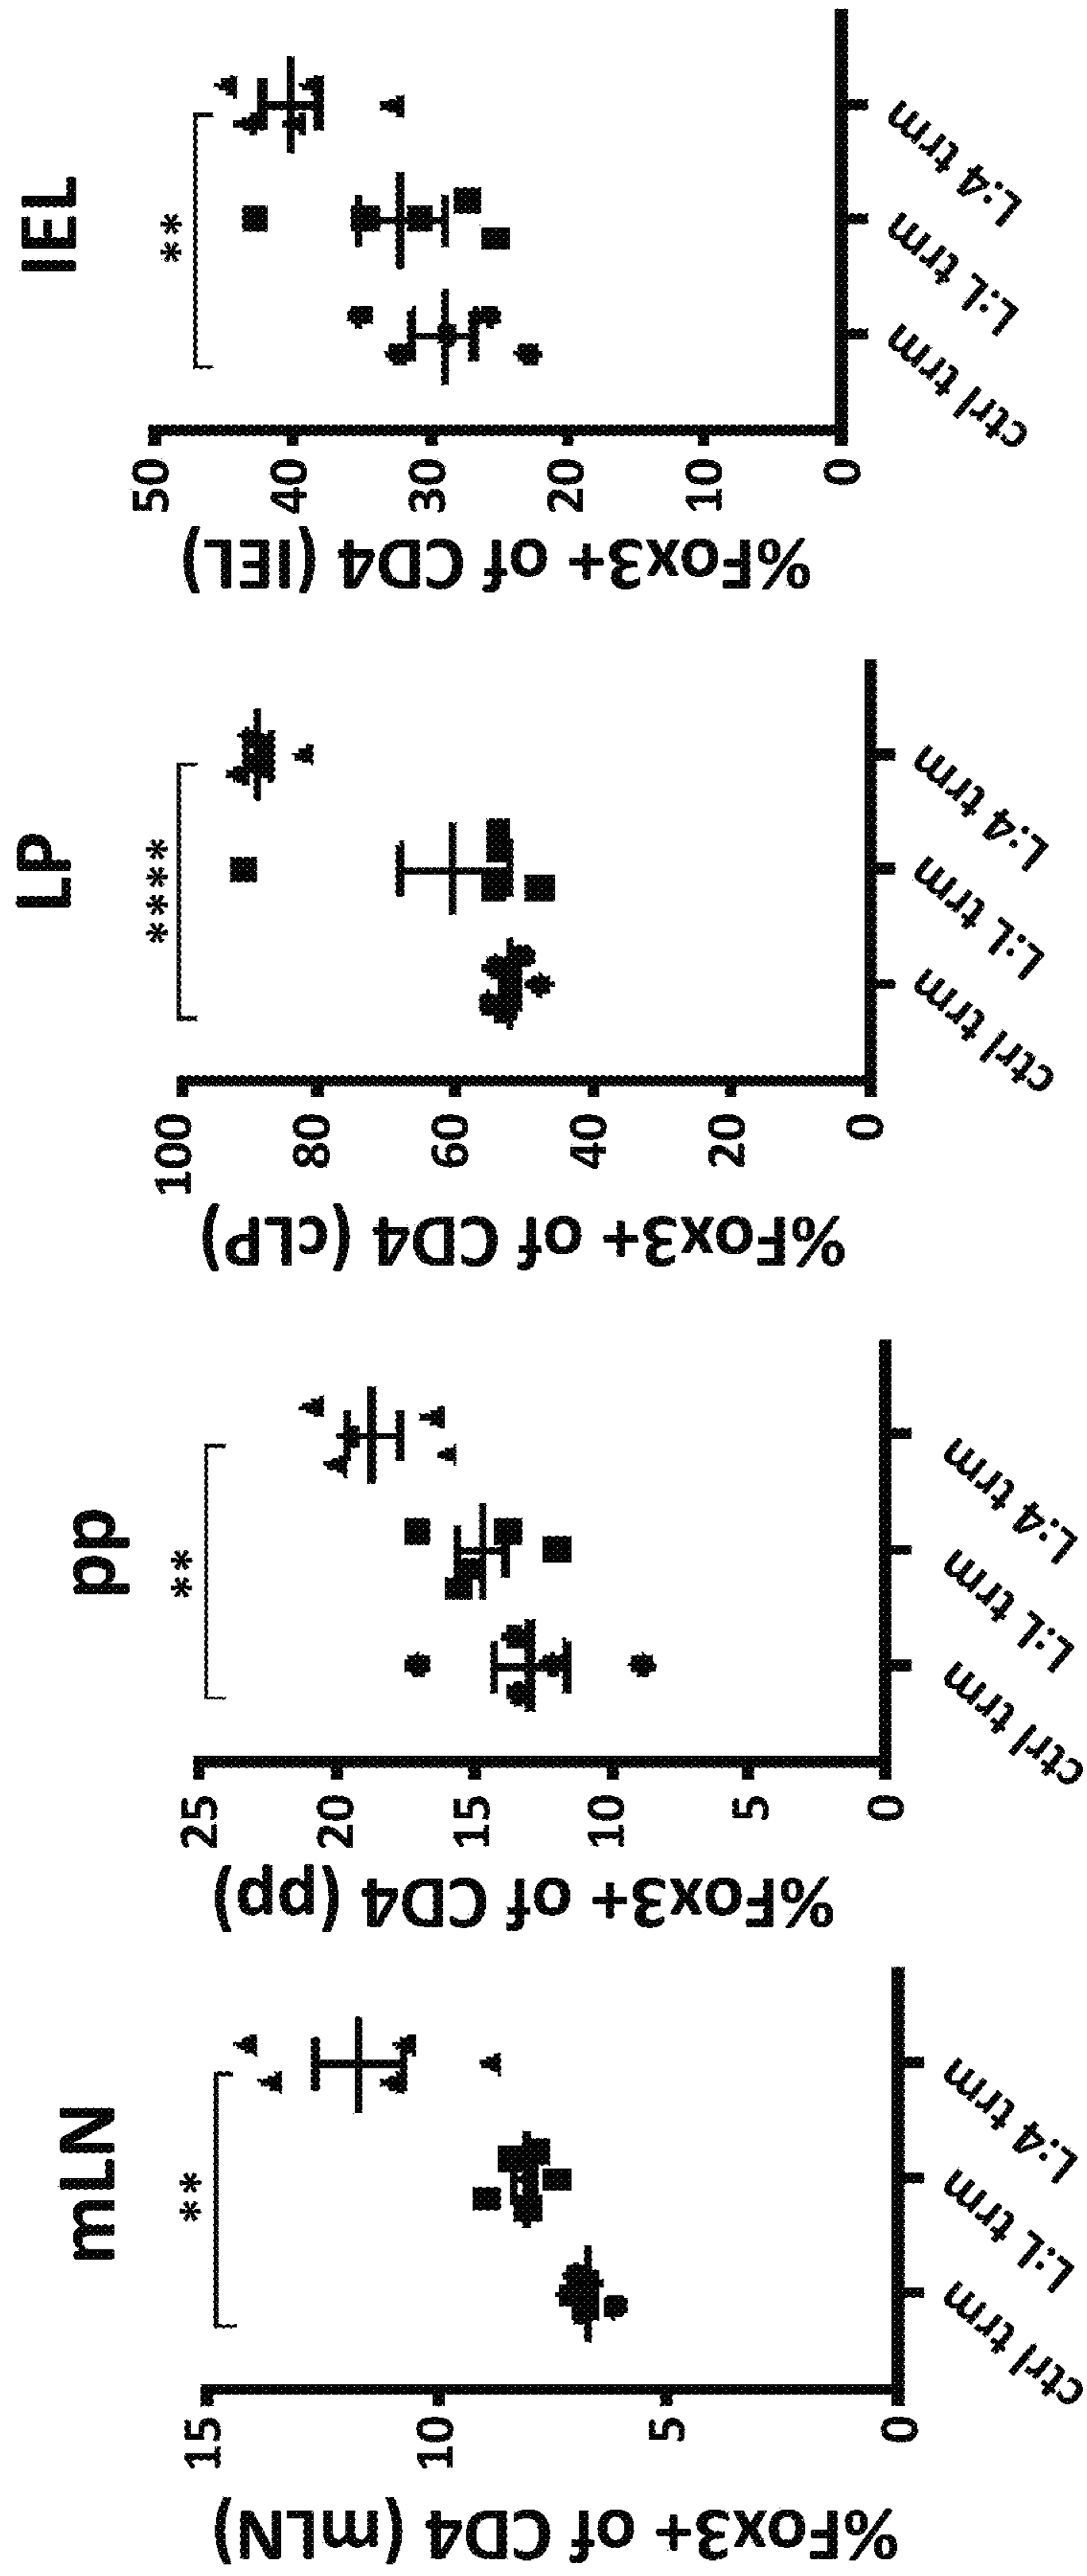 mLN
**
%Fox3+ of CD4 (mLN)
15
10
5
0
ctrl trm
L:L trm
L:4 trm
pp
**
%Fox3+ of CD4 (pp)
25
20
15
10
5
0
ctrl trm
L:L trm
L:4 trm
LP
****
%Fox3+ of CD4 (cLP)
100
80
60
40
20
0
ctrl trm
L:L trm
L:4 trm
IEL
**
%Fox3+ of CD4 (IEL)
50
40
30
20
10
0
ctrl trm
L:L trm
L:4 trm